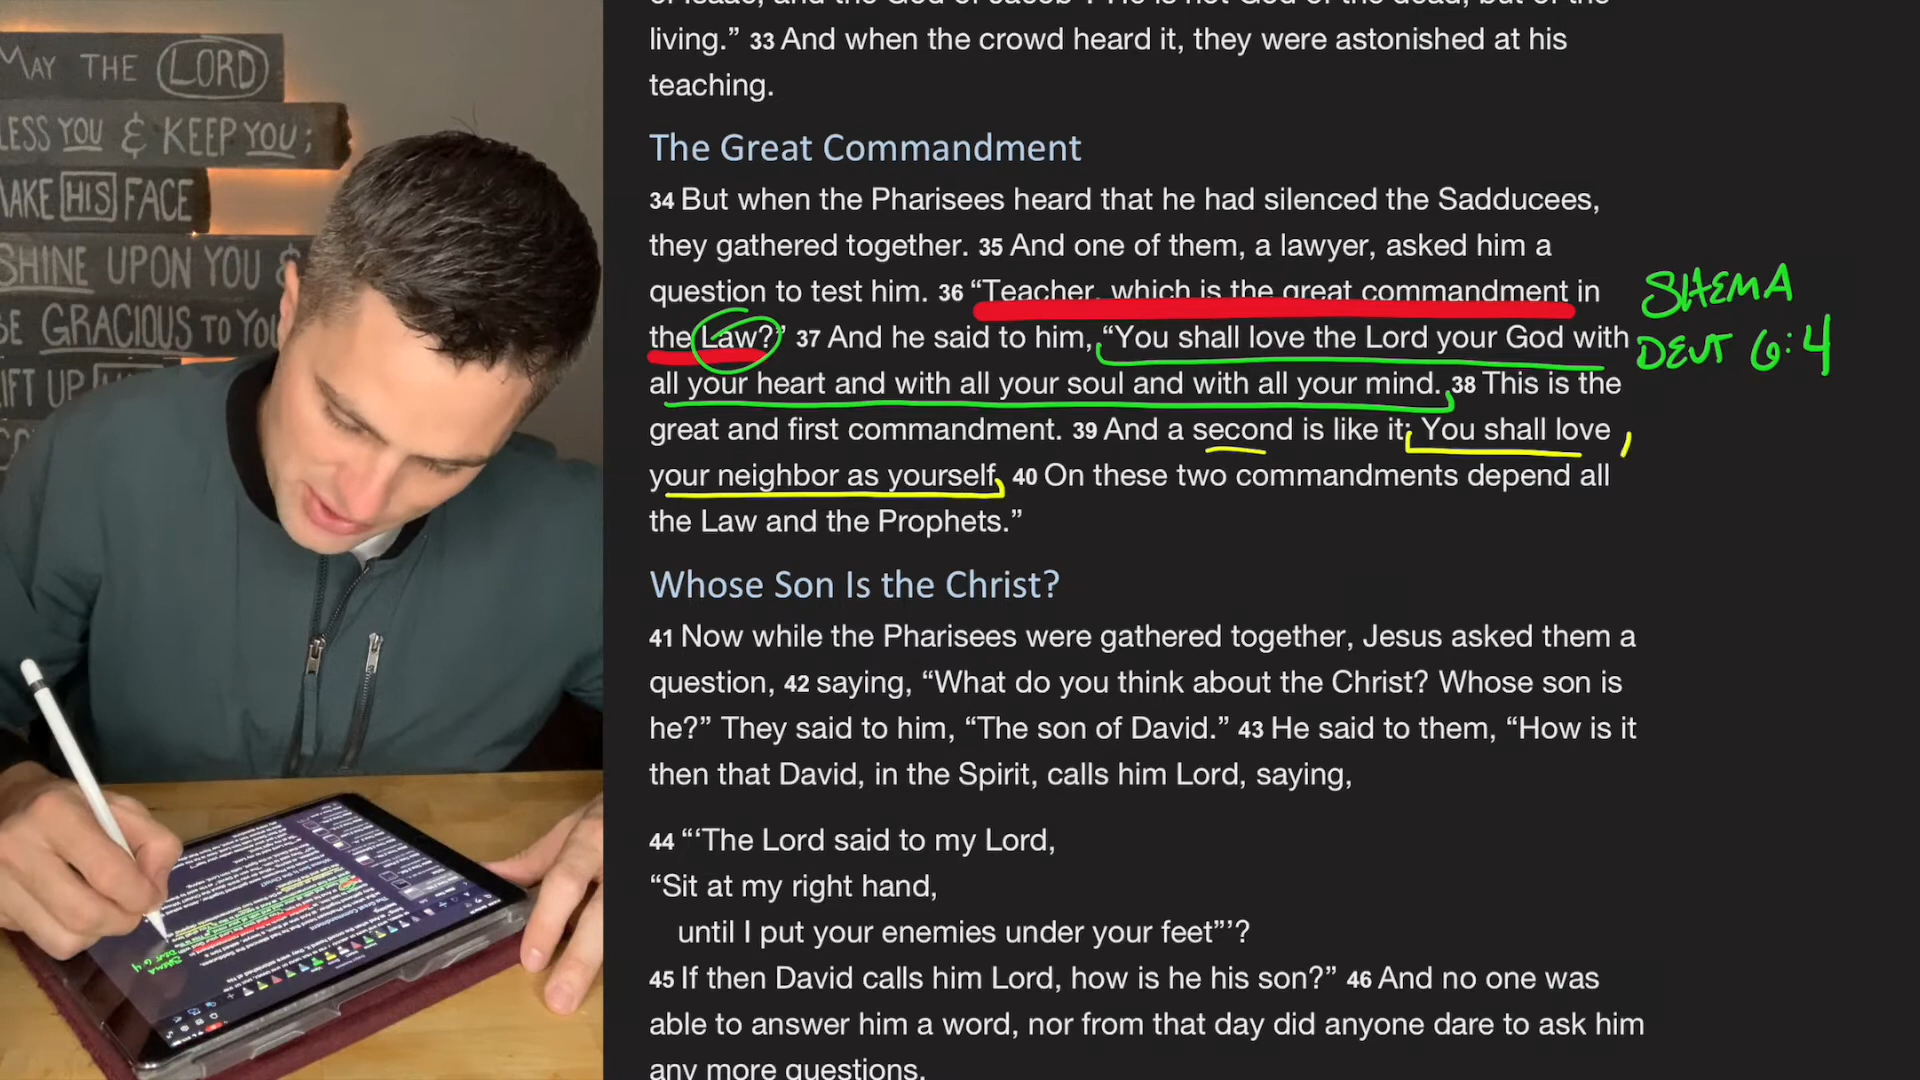 MAY THE LORD
LESS YOU & KEEP YOU;
MAKE HIS FACE
SHINE UPON YOU &
BE GRACIOUS TO YOU
IFT UP
living.” 33 And when the crowd heard it, they were astonished at his
teaching.
The Great Commandment
34 But when the Pharisees heard that he had silenced the Sadducees,
they gathered together. 35 And one of them, a lawyer, asked him a
question to test him. 36 “Teacher, which is the great commandment in
the Law?” 37 And he said to him, “You shall love the Lord your God with
all your heart and with all your soul and with all your mind. 38 This is the
great and first commandment. 39 And a second is like it: You shall love
your neighbor as yourself. 40 On these two commandments depend all
the Law and the Prophets.”
SHEMA
DEUT 6:4
Whose Son Is the Christ?
41 Now while the Pharisees were gathered together, Jesus asked them a
question, 42 saying, “What do you think about the Christ? Whose son is
he?” They said to him, “The son of David.” 43 He said to them, “How is it
then that David, in the Spirit, calls him Lord, saying,
44 “‘The Lord said to my Lord,
“Sit at my right hand,
until I put your enemies under your feet”’?
45 If then David calls him Lord, how is he his son?” 46 And no one was
able to answer him a word, nor from that day did anyone dare to ask him
any more questions.